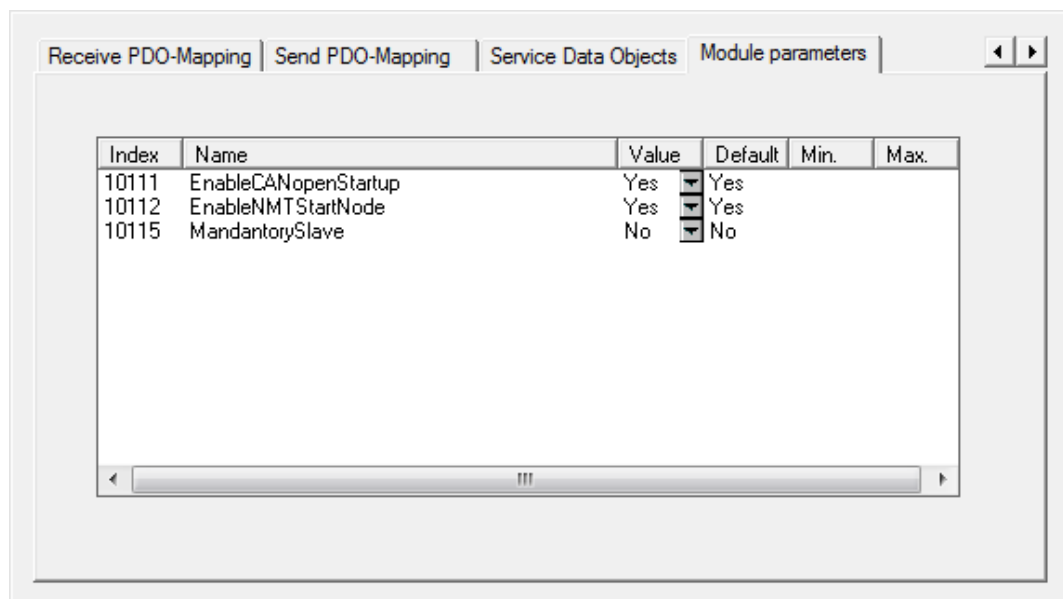 Receive PDO-Mapping Send PDO-Mapping Service Data Objects Module parameters
Index Name Value Default Min. Max.
10111 EnableCANopenStartup Yes Yes
10112 EnableNMTStartNode Yes Yes
10115 MandantorySlave No No